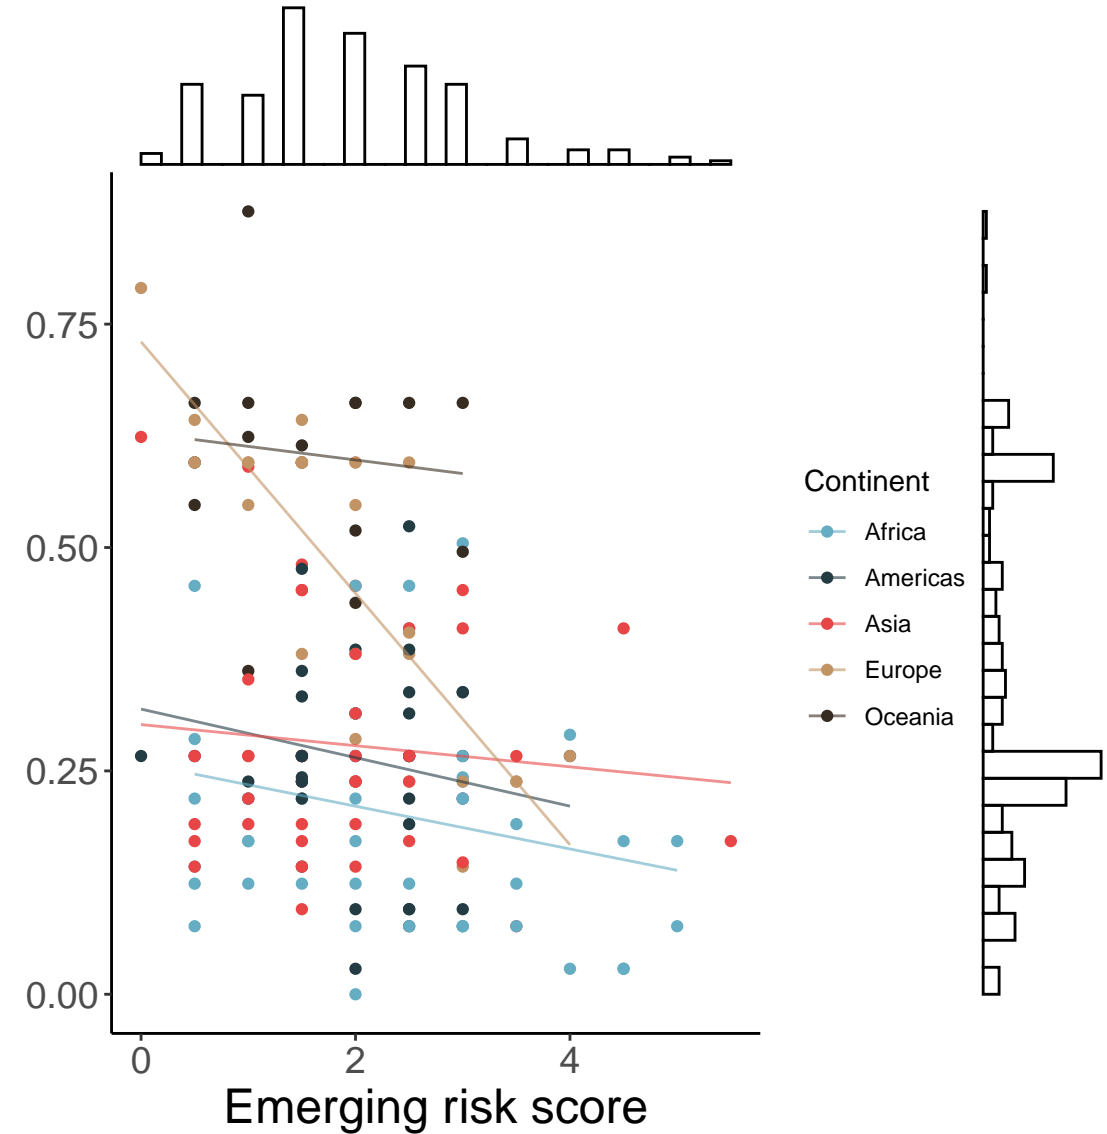 0.75
0.50
0.25
0.00
0 2 4
Emerging risk score
Continent
Africa
Americas
Asia
Europe
Oceania